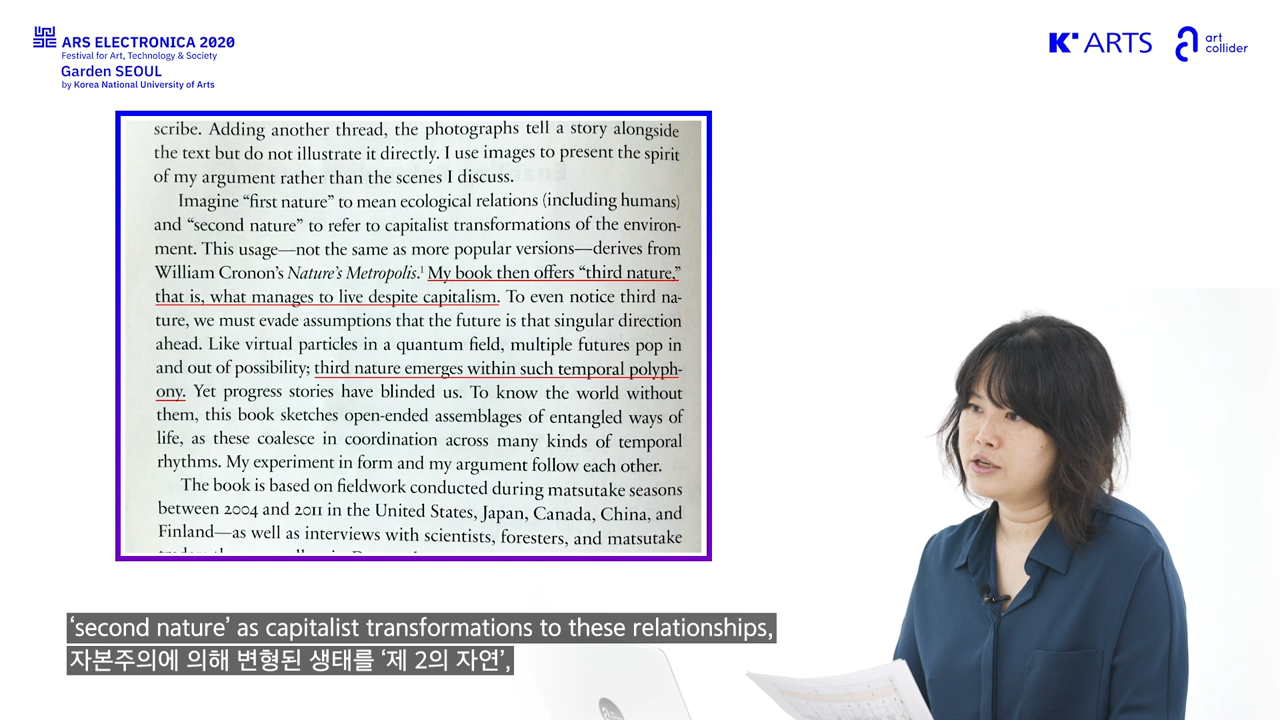 ARS ELECTRONICA 2020
Festival for Art, Technology & Society
Garden SEOUL
by Korea National University of Arts
K'ARTS
art
collider
scribe. Adding another thread, the photographs tell a story alongside
the text but do not illustrate it directly. I use images to present the spirit
of my argument rather than the scenes I discuss.
Imagine “first nature” to mean ecological relations (including humans)
and “second nature” to refer to capitalist transformations of the environ-
ment. This usage—not the same as more popular versions—derives from
William Cronon’s Nature’s Metropolis.¹ My book then offers “third nature,”
that is, what manages to live despite capitalism. To even notice third na-
ture, we must evade assumptions that the future is that singular direction
ahead. Like virtual particles in a quantum field, multiple futures pop in
and out of possibility; third nature emerges within such temporal polyph-
ony. Yet progress stories have blinded us. To know the world without
them, this book sketches open-ended assemblages of entangled ways of
life, as these coalesce in coordination across many kinds of temporal
rhythms. My experiment in form and my argument follow each other.
The book is based on fieldwork conducted during matsutake seasons
between 2004 and 2011 in the United States, Japan, Canada, China, and
Finland—as well as interviews with scientists, foresters, and matsutake
‘second nature’ as capitalist transformations to these relationships,
자본주의에 의해 변형된 생태를 ‘제 2의 자연’,